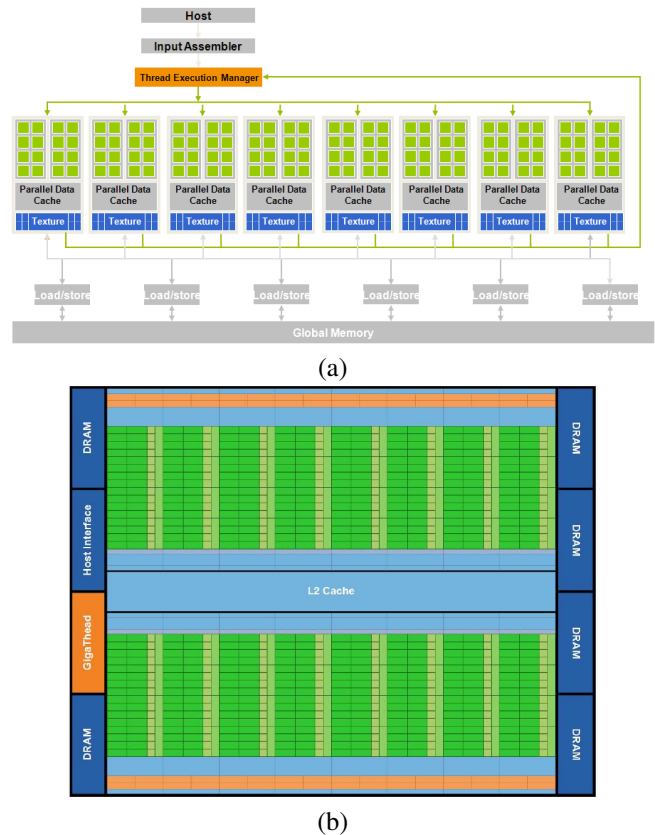 Host
Input Assembler
Thread Execution Manager
Parallel Data Parallel Data Parallel Data Parallel Data Parallel Data Parallel Data Parallel Data Parallel Data
Cache Cache Cache Cache Cache Cache Cache Cache
Texture Texture Texture Texture Texture Texture Texture Texture
Load/store Load/store Load/store Load/store Load/store Load/store
Global Memory
(a)
DRAM
Host Interface
GigaThead
DRAM
L2 Cache
DRAM
DRAM
DRAM
DRAM
(b)